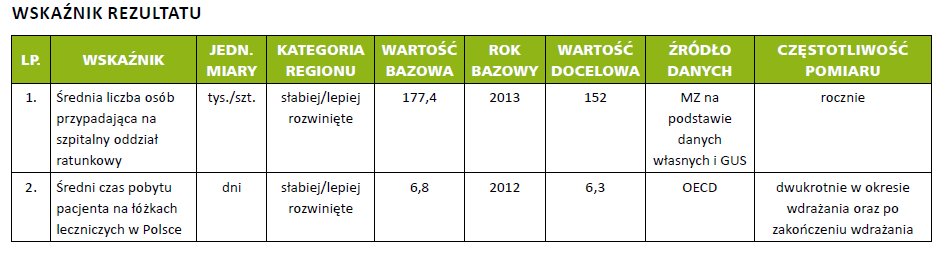 WSKAŹNIK REZULTATU
LP. WSKAŹNIK JEDN. MIARY KATEGORIA REGIONU WARTOŚĆ BAZOWA ROK BAZOWY WARTOŚĆ DOCELOWA ŹRÓDŁO DANYCH CZĘSTOTLIWOŚĆ POMIARU
1. Średnia liczba osób tys./szt. słabiej/lepiej 177,4 2013 152 MZ na rocznie
przypadająca na rozwinięte podstawie
szpitalny oddział danych
ratunkowy własnych i GUS
2. Średni czas pobytu dni słabiej/lepiej 6,8 2012 6,3 OECD dwukrotnie w okresie
pacjenta na łóżkach rozwinięte wdrażania oraz po
leczniczych w Polsce zakończeniu wdrażania